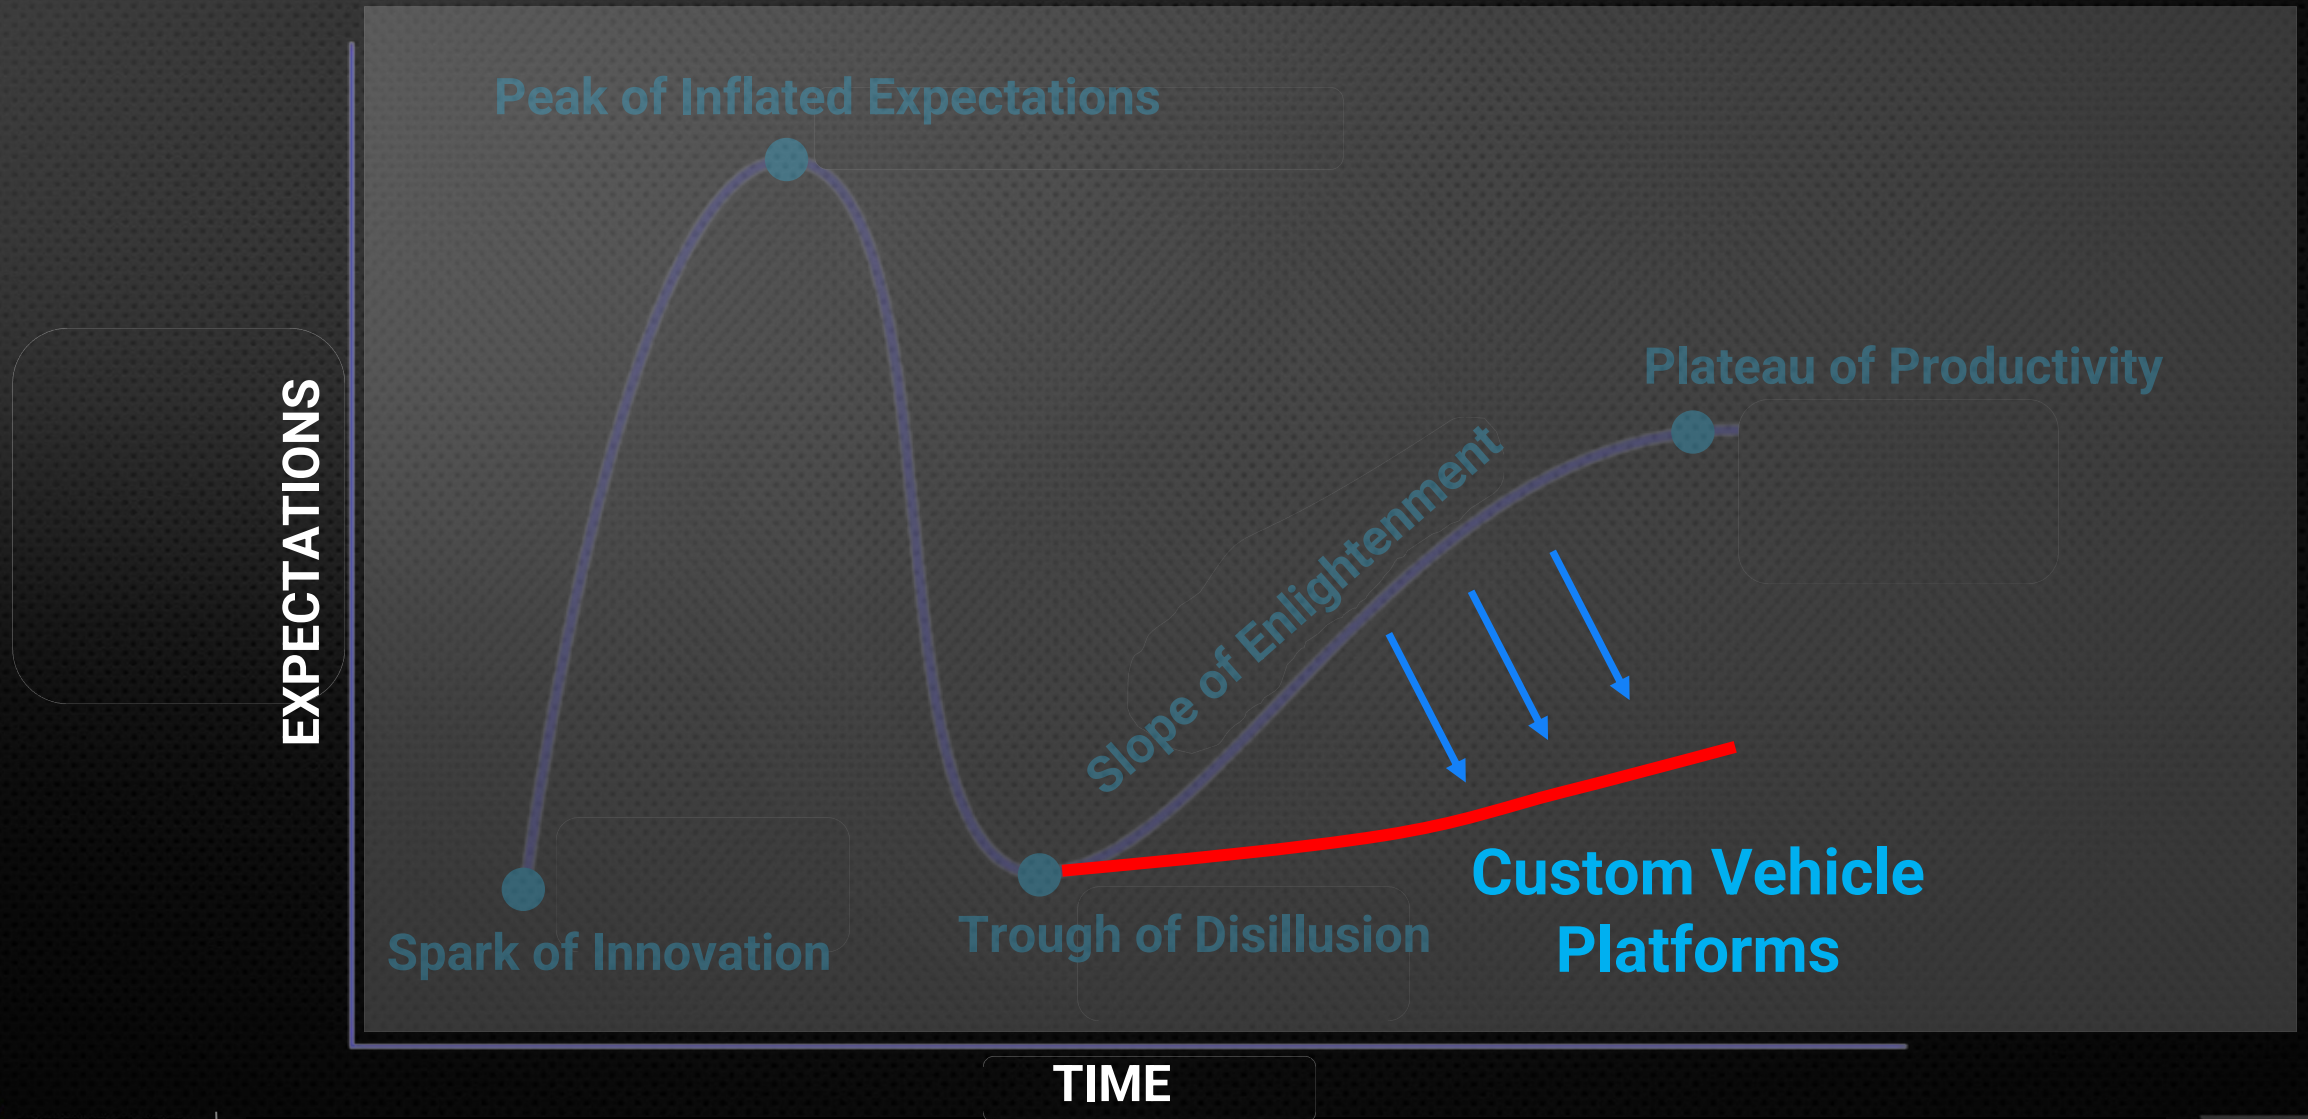 Peak of Inflated Expectations
Plateau of Productivity
EXPECTATIONS
Slope of Enlightenment
Custom Vehicle
Platforms
Trough of Disillusion
Spark of Innovation
TIME